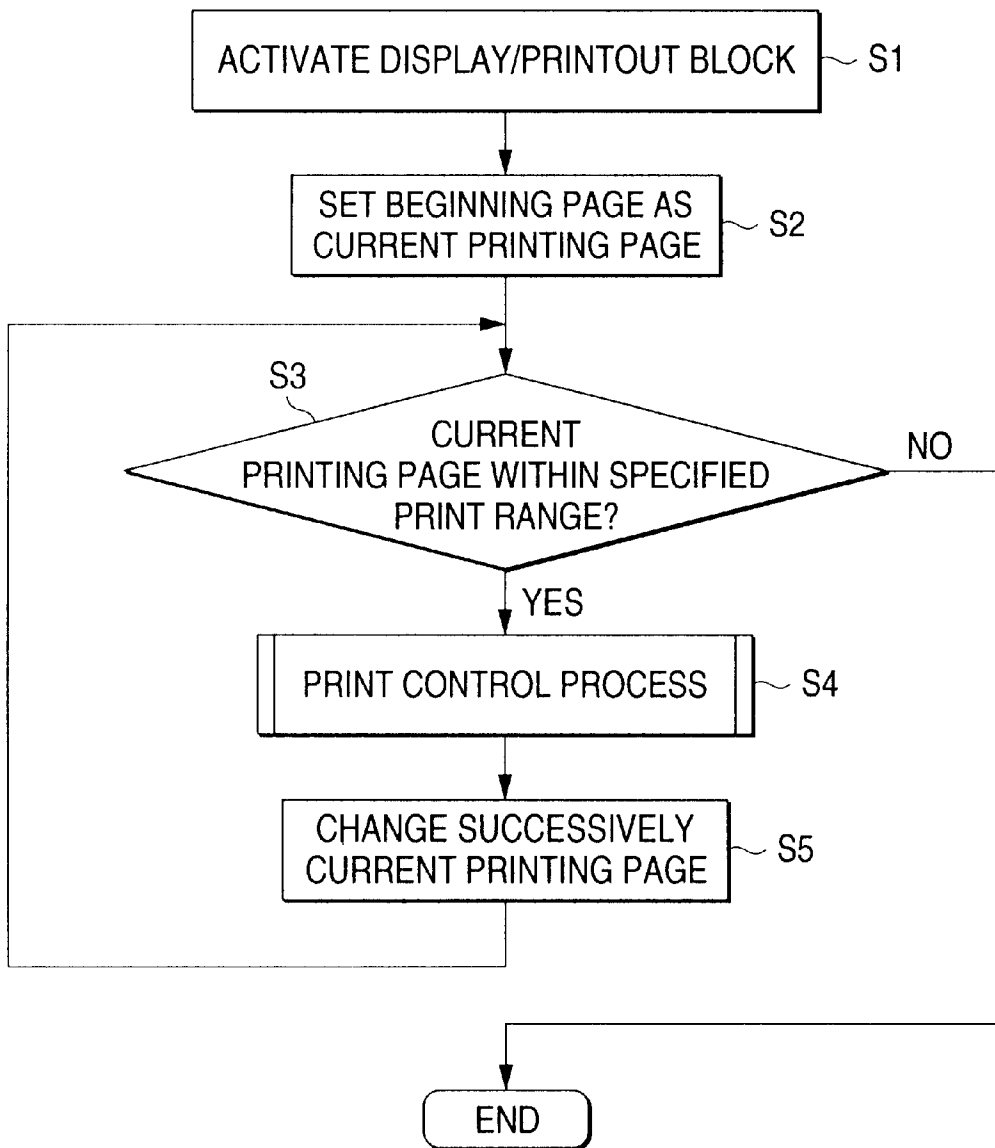 ACTIVATE DISPLAY/PRINTOUT BLOCK
S1
SET BEGINNING PAGE AS
CURRENT PRINTING PAGE
S2
S3
CURRENT
PRINTING PAGE WITHIN SPECIFIED
PRINT RANGE?
NO
YES
PRINT CONTROL PROCESS
S4
CHANGE SUCCESSIVELY
CURRENT PRINTING PAGE
S5
END